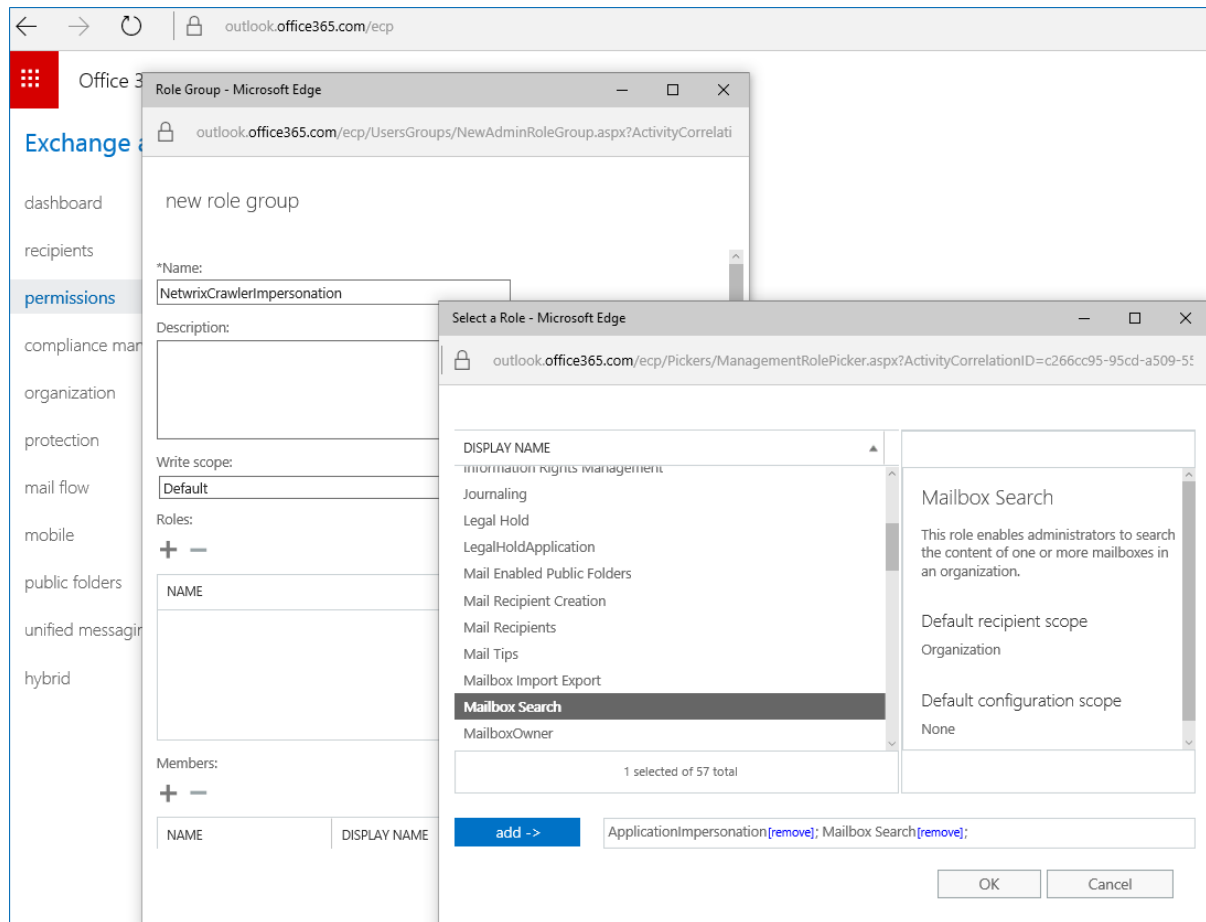 outlook.office365.com/ecp
Office 3
Exchange a
dashboard
recipients
permissions
compliance mar
organization
protection
mail flow
mobile
public folders
unified messagir
hybrid
Role Group - Microsoft Edge
outlook.office365.com/ecp/UsersGroups/NewAdminRoleGroup.aspx?ActivityCorrelati
new role group
*Name:
NetwrixCrawlerImpersonation
Description:
Write scope:
Default
Roles:
NAME
Members:
NAME DISPLAY NAME
Select a Role - Microsoft Edge
outlook.office365.com/ecp/Pickers/ManagementRolePicker.aspx?ActivityCorrelationID=c266cc95-95cd-a509-55
DISPLAY NAME
Information Rights Management
Journaling
Legal Hold
LegalHoldApplication
Mail Enabled Public Folders
Mail Recipient Creation
Mail Recipients
Mail Tips
Mailbox Import Export
Mailbox Search
MailboxOwner
1 selected of 57 total
Mailbox Search
This role enables administrators to search
the content of one or more mailboxes in
an organization.
Default recipient scope
Organization
Default configuration scope
None
add -> ApplicationImpersonation[remove]; Mailbox Search[remove];
OK Cancel